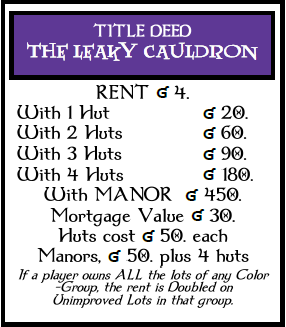 TITLE DEED
THE LEAKY CAULDRON
RENT G 4.
With 1 Hut G 20.
With 2 Huts G 60.
With 3 Huts G 90.
With 4 Huts G 180.
With MANOR G 450.
Mortgage Value G 30.
Huts cost G 50. each
Manors, G 50. plus 4 huts
If a player owns ALL the lots of any Color
-Group, the rent is Doubled on
Unimproved Lots in that group.